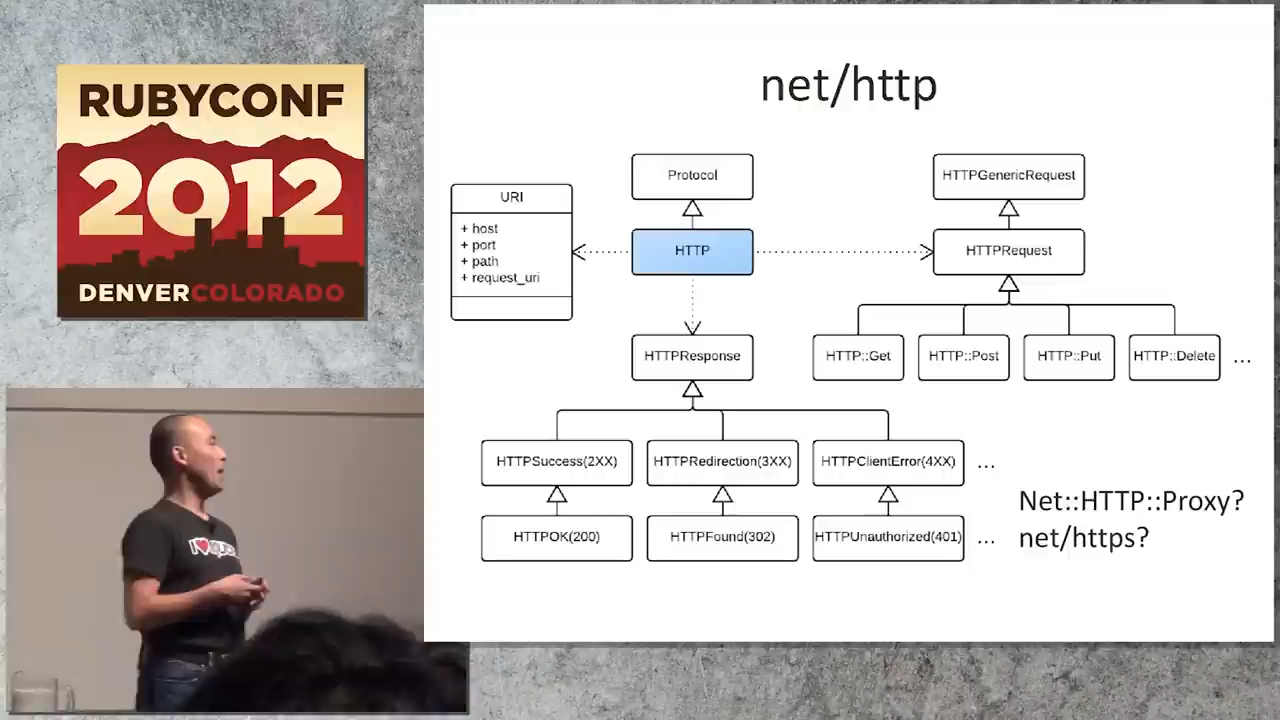 RUBYCONF
2012
DENVERCOLORADO
net/http
Protocol
HTTPGenericRequest
URI
+ host
+ port
+ path
+ request_uri
HTTP
HTTPRequest
HTTPResponse
HTTP::Get
HTTP::Post
HTTP::Put
HTTP::Delete
...
HTTPSuccess(2XX)
HTTPRedirection(3XX)
HTTPClientError(4XX)
...
HTTPOK(200)
HTTPFound(302)
HTTPUnauthorized(401)
...
Net::HTTP::Proxy?
net/https?
I